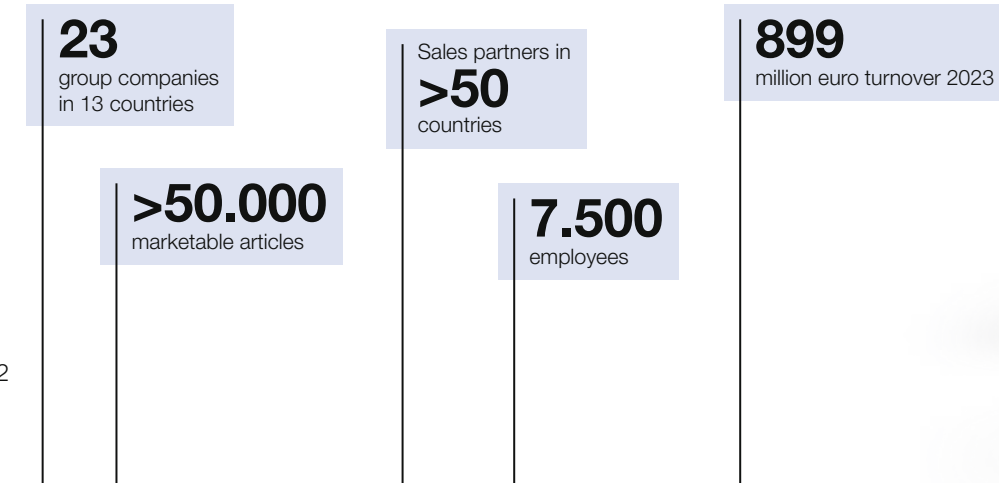 23
group companies
in 13 countries
>50.000
marketable articles
Sales partners in
>50
countries
7.500
employees
899
million euro turnover 2023
2